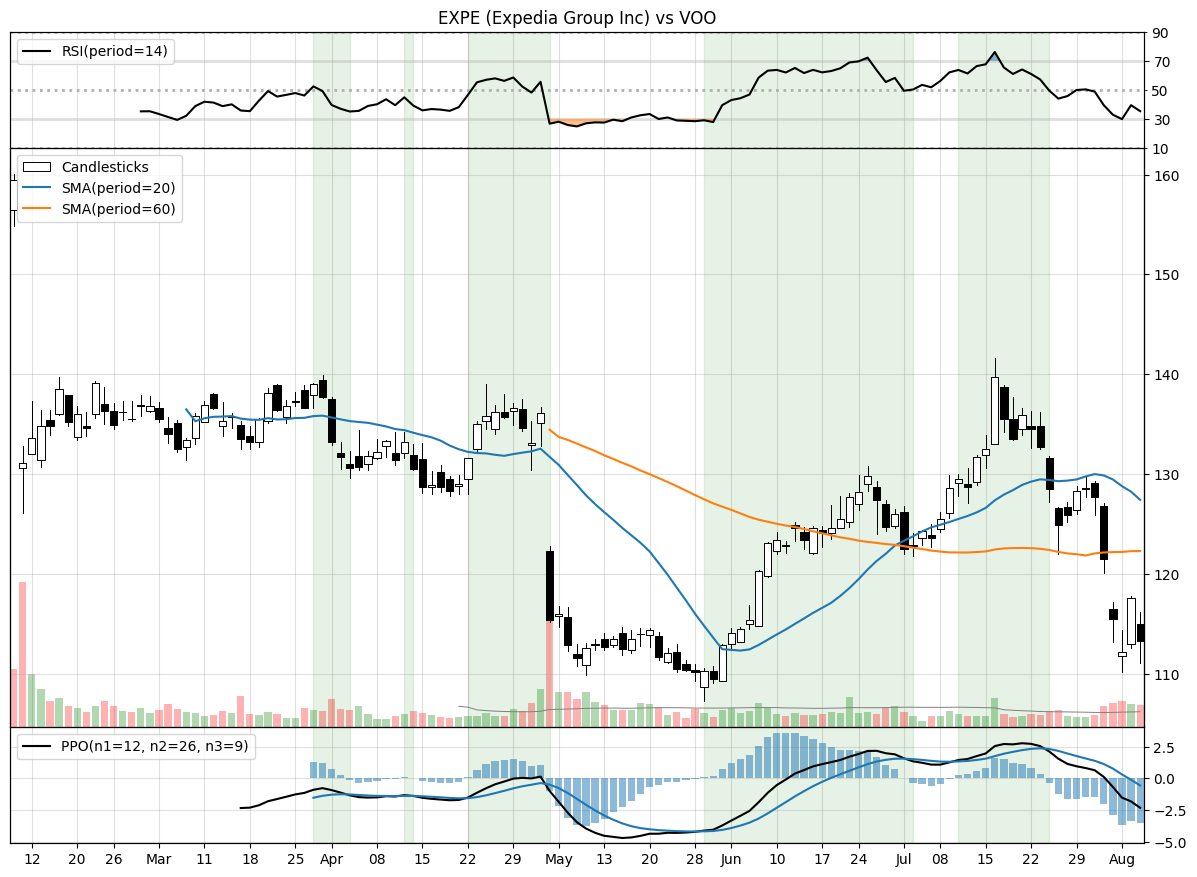 EXPE (Expedia Group Inc) vs VOO
RSI(period=14)
90
70
50
30
10
Candlesticks
SMA(period=20)
SMA(period=60)
160
150
140
130
120
110
PPO(n1=12, n2=26, n3=9)
2.5
0.0
−2.5
−5.0
12 20 26 Mar 11 18 25 Apr 08 15 22 29 May 13 20 28 Jun 10 17 24 Jul 08 15 22 29 Aug